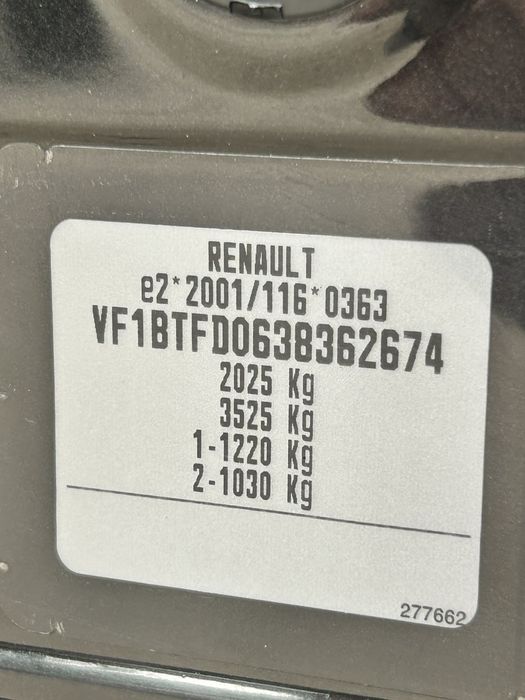 RENAULT
e2*2001/116*0363
VF1BTFD0638362674
2025 Kg
3525 Kg
1-1220 Kg
2-1030 Kg
277662